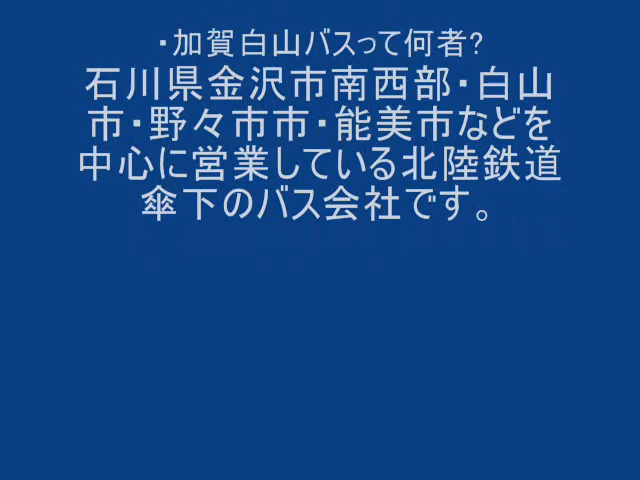 ・加賀白山バスって何者?
石川県金沢市南西部・白山
市・野々市市・能美市などを
中心に営業している北陸鉄道
傘下のバス会社です。